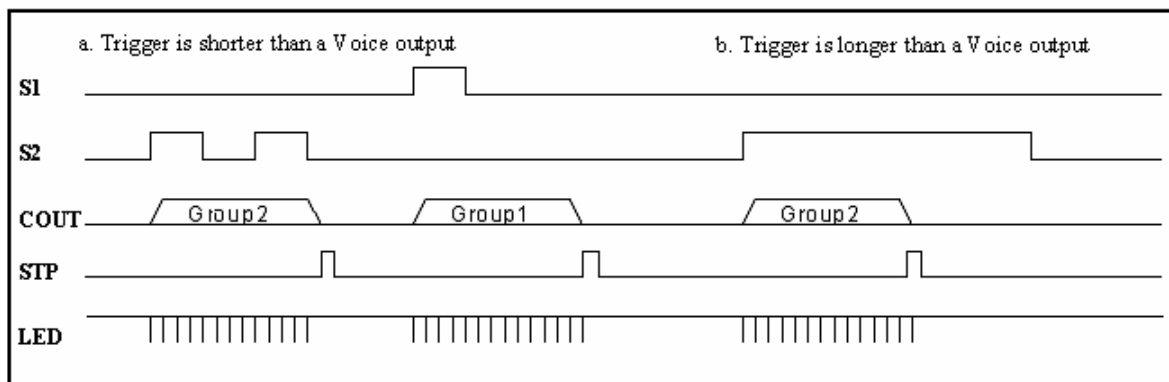 a. Trigger is shorter than a Voice output
b. Trigger is longer than a Voice output
S1
S2
COUT Group2 Group1 Group2
STP
LED